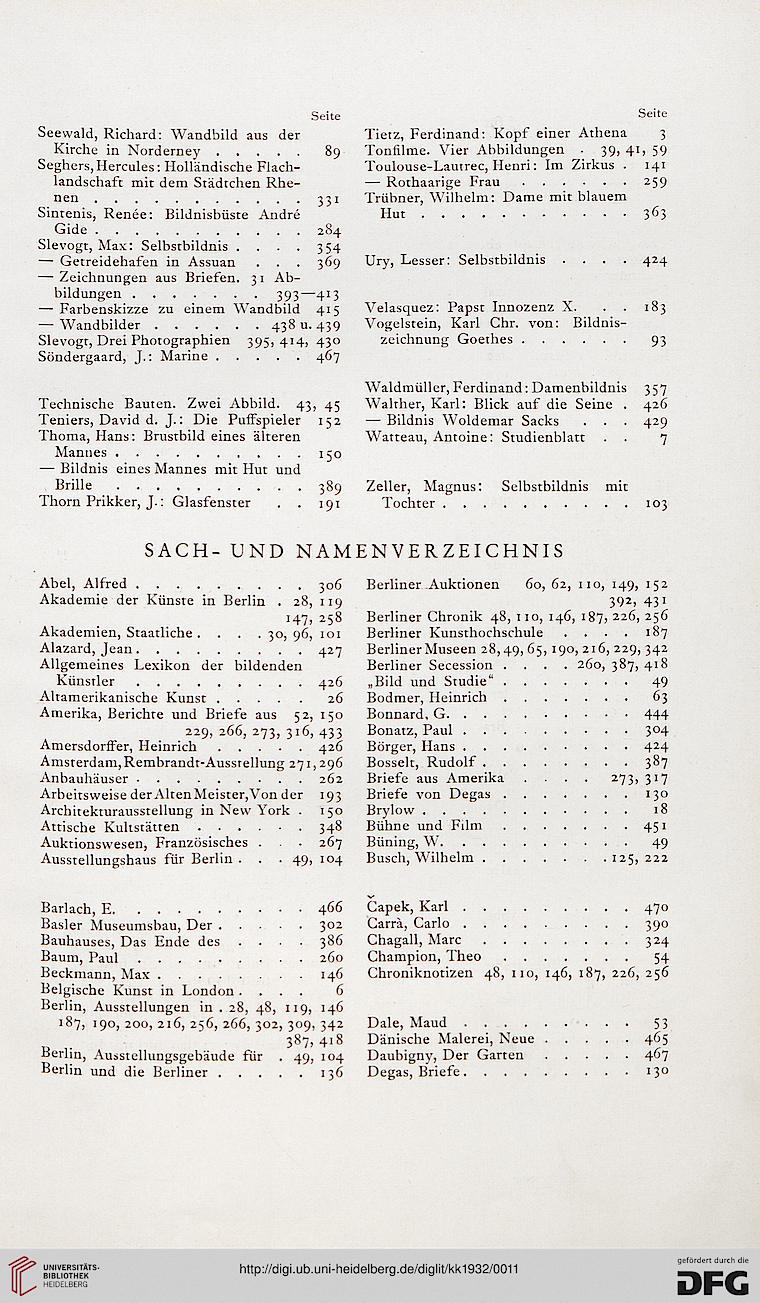 Seite
Seewald, Richard: Wandbild aus der
Kirche in Norderney . . . . . 89
Seghers, Hercules: Holländische Flach-
landschaft mit dem Städtchen Rhe-
nen . . . . . . . . . . . 331
Sintenis, Renée: Bildnisbüste André
Gide . . . . . . . . . . . 284
Slevogt, Max: Selbstbildnis . . . . 354
— Getreidehafen in Assuan . . . 369
— Zeichnungen aus Briefen. 31 Ab-
bildungen . . . . . . . 393—413
— Farbenskizze zu einem Wandbild 415
— Wandbilder . . . . . . 438 u. 439
Slevogt, Drei Photographien 395, 414, 430
Söndergaard, J.: Marine . . . . . 467
Technische Bauten. Zwei Abbild. 43, 45
Teniers, David d. J.: Die Puffspieler 152
Thoma, Hans: Brustbild eines älteren
Mannes . . . . . . . . . . 150
— Bildnis eines Mannes mit Hut und
Brille . . . . . . . . . . 389
Thorn Prikker, J.: Glasfenster . . 191
Seite
Tietz, Ferdinand: Kopf einer Athena 3
Tonfilme. Vier Abbildungen . 39, 41, 59
Toulouse-Lautrec, Henri: Im Zirkus . 141
— Rothaarige Frau . . . . . . 259
Trübner, Wilhelm: Dame mit blauem
Hut . . . . . . . . . . 363
Ury, Lesser: Selbstbildnis . . . . 424
Velasquez: Papst Innozenz X. . . 183
Vogelstein, Karl Chr. von: Bildnis-
zeichnung Goethes . . . . . . 93
Waldmüller, Ferdinand: Damenbildnis 357
Walther, Karl: Blick auf die Seine . 426
— Bildnis Woldemar Sacks . . . 429
Watteau, Antoine: Studienblatt . . 7
Zeller, Magnus: Selbstbildnis mit
Tochter . . . . . . . . . . 103
SACH- UND NAMENVERZEICHNIS
Abel, Alfred . . . . . . . . . 306
Akademie der Künste in Berlin . 28, 119
147, 258
Akademien, Staatliche . . . . 30, 96, 101
Alazard, Jean . . . . . . . . . 427
Allgemeines Lexikon der bildenden
Künstler . . . . . . . . . 426
Altamerikanische Kunst . . . . . 26
Amerika, Berichte und Briefe aus 52, 150
229, 266, 273, 316, 433
Amersdorffer, Heinrich . . . . . 426
Amsterdam, Rembrandt-Ausstellung 271, 296
Anbauhäuser . . . . . . . . . 262
Arbeitsweise der Alten Meister, Von der 193
Architekturausstellung in New York . 150
Attische Kultstätten . . . . . . 348
Auktionswesen, Französisches . . . 267
Ausstellungshaus für Berlin . . . 49, 104
Barlach, E. . . . . . . . . . 466
Basler Museumsbau, Der . . . . . 302
Bauhauses, Das Ende des . . . . 386
Baum, Paul . . . . . . . . . 260
Beckmann, Max . . . . . . . . 146
Belgische Kunst in London . . . . 6
Berlin, Ausstellungen in . 28, 48, 119, 146
187, 190, 200, 216, 256, 266, 302, 309, 342
387, 418
Berlin, Ausstellungsgebäude für . 49, 104
Berlin und die Berliner . . . . . 136
Berliner Auktionen 60, 62, 110, 149, 152
392, 431
Berliner Chronik 48, 110, 146, 187, 226, 256
Berliner Kunsthochschule . . . . 187
Berliner Museen 28, 49, 65, 190, 216, 229, 342
Berliner Secession . . . . 260, 387, 418
„Bild und Studie“ . . . . . . . 49
Bodmer, Heinrich . . . . . . . 63
Bonnard, G. . . . . . . . . . 444
Bonatz, Paul . . . . . . . . . 304
Börger, Hans . . . . . . . . . 424
Bosselt, Rudolf . . . . . . . . 387
Briefe aus Amerika . . . . 273, 317
Briefe von Degas . . . . . . . 130
Brylow . . . . . . . . . . . 18
Bühne und Film . . . . . . . 451
Büning, W. . . . . . . . . . 49
Busch, Wilhelm . . . . . . . 125, 222
Čapek, Karl . . . . . . . . . 470
Carrà, Carlo . . . . . . . . . 390
Chagall, Marc . . . . . . . . 324
Champion, Theo . . . . . . . 54
Chroniknotizen 48, 110, 146, 187, 226, 256
Dale, Maud . . . . . . . . . 53
Dänische Malerei, Neue . . . . . 465
Daubigny, Der Garten . . . . . 467
Degas, Briefe . . . . . . . . . 130
UNIVERSITÄTS-
BIBLIOTHEK
HEIDELBERG
http://digi.ub.uni-heidelberg.de/diglit/kk1932/0011
gefördert durch die
DFG